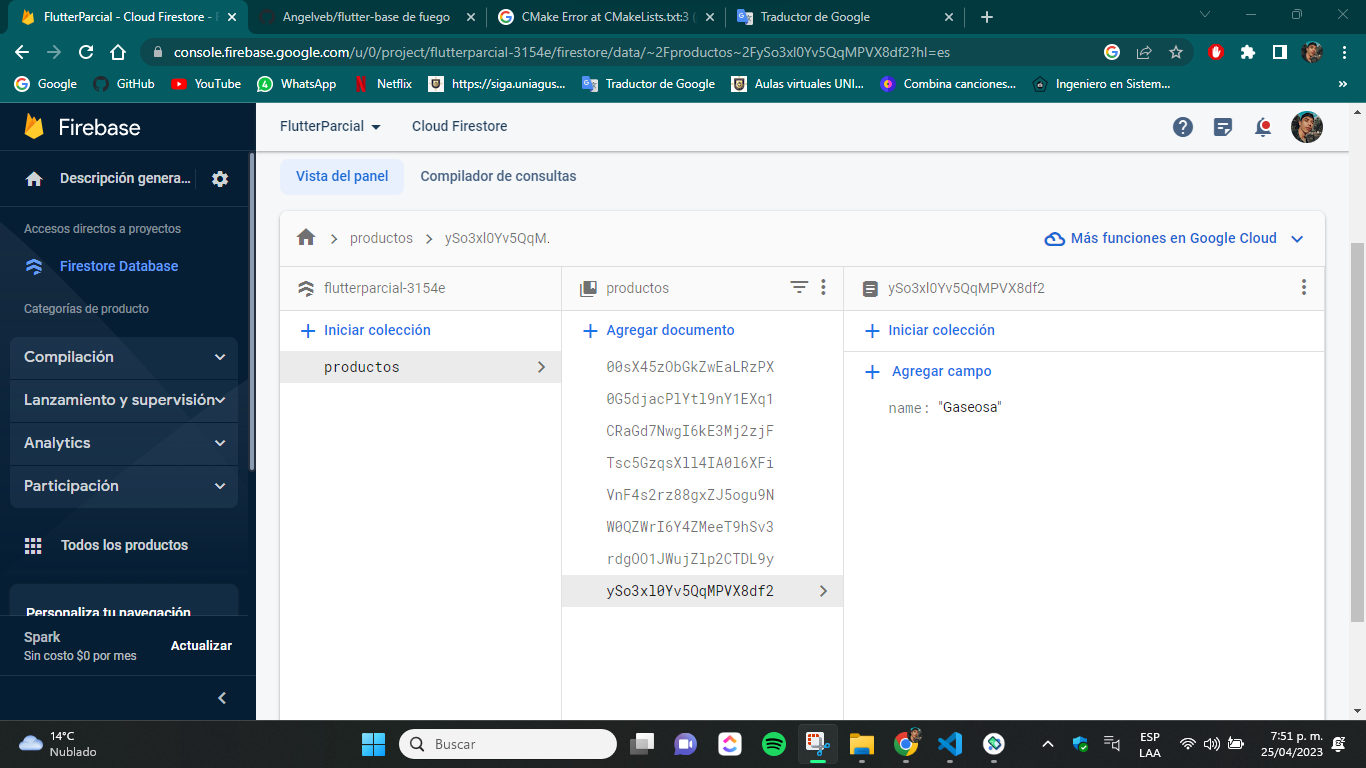 FlutterParcial - Cloud Firestore - 
Angelveb/flutter-base de fuego
CMake Error at CMakeLists.txt:3 (
Traductor de Google
console.firebase.google.com/u/0/project/flutterparcial-3154e/firestore/data/~2Fproductos~2FySo3xl0Yv5QqMPVX8df2?hl=es
Google
GitHub
YouTube
WhatsApp
Netflix
https://siga.uniagus...
Traductor de Google
Aulas virtuales UNI...
Combina canciones...
Ingeniero en Sistem...
»
Firebase
FlutterParcial
Cloud Firestore
Descripción genera...
Vista del panel
Compilador de consultas
Accesos directos a proyectos
Firestore Database
Categorías de producto
Compilación
Lanzamiento y supervisión
Analytics
Participación
Todos los productos
Personaliza tu navegación
Spark
Sin costo $0 por mes
Actualizar
productos
ySo3xl0Yv5QqM.
Más funciones en Google Cloud
flutterparcial-3154e
Iniciar colección
productos
productos
Agregar documento
00sX45zObGkZwEaLRzPX
0G5djacPlYtl9nY1EXq1
CRaGd7NwgI6kE3Mj2zjF
Tsc5GzqsXll4IA0l6XFi
VnF4s2rz88gxZJ5ogu9N
W0QZWrI6Y4ZMeeT9hSv3
rdgOO1JWujZlp2CTDL9y
ySo3xl0Yv5QqMPVX8df2
ySo3xl0Yv5QqMPVX8df2
Iniciar colección
Agregar campo
name: "Gaseosa"
14°C
Nublado
Buscar
ESP
LAA
7:51 p. m.
25/04/2023